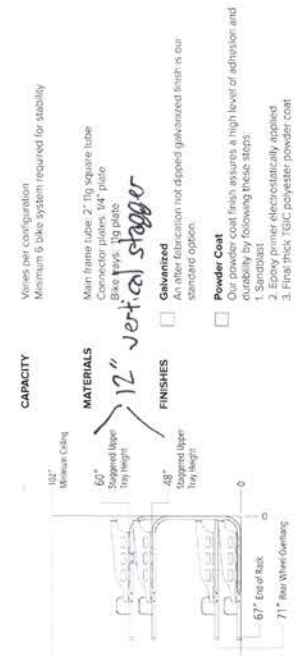 CAPACITY
Varies per configuration
Minimum 6 bike system required for stability
MATERIALS
Main frame tube: 2" 11g square tube
Connector plates: 1/4" plate
Bike trays: 11g plate
12" vertical stagger
FINISHES
Galvanized
An after fabrication hot dipped galvanized finish is our
standard option
Powder Coat
Our powder coat finish assures a high level of adhesion and
durability by following these steps:
1. Sandblast
2. Epoxy primer electrostatically applied
3. Final thick TGIC polyester powder coat
102"
Minimum Ceiling
60"
Staggered Upper
Tray Height
48"
Staggered Upper
Tray Height
0
0
67" End of Rack
71" Rear Wheel Overhang